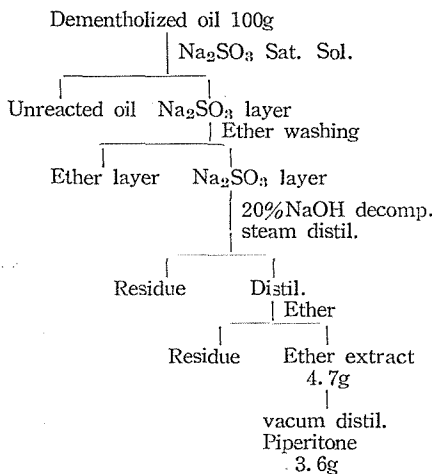 Dementholized oil 100g
Na₂SO₃ Sat. Sol.
Unreacted oil Na₂SO₃ layer
Ether washing
Ether layer Na₂SO₃ layer
20%NaOH decomp.
steam distil.
Residue Distil.
Ether
Residue Ether extract
4.7g
vacum distil.
Piperitone
3.6g